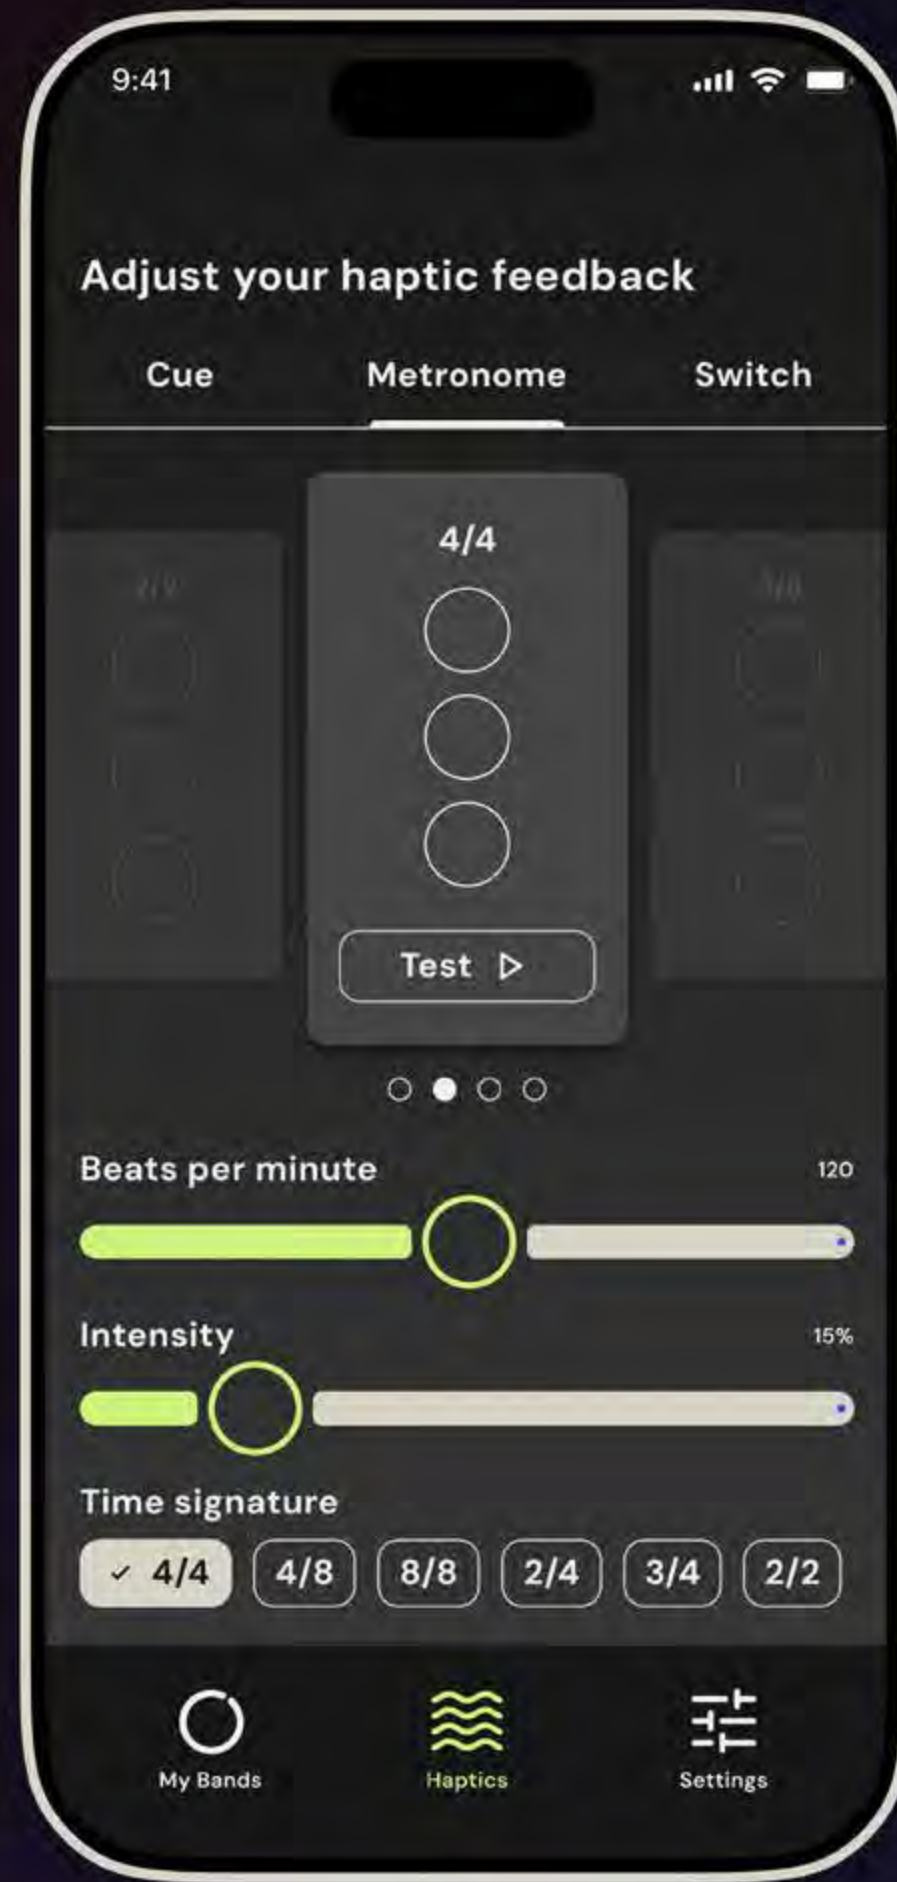 9:41
Adjust your haptic feedback
Cue Metronome Switch
4/4
Test
Beats per minute 120
Intensity 15%
Time signature
4/4 4/8 8/8 2/4 3/4 2/2
My Bands Haptics Settings